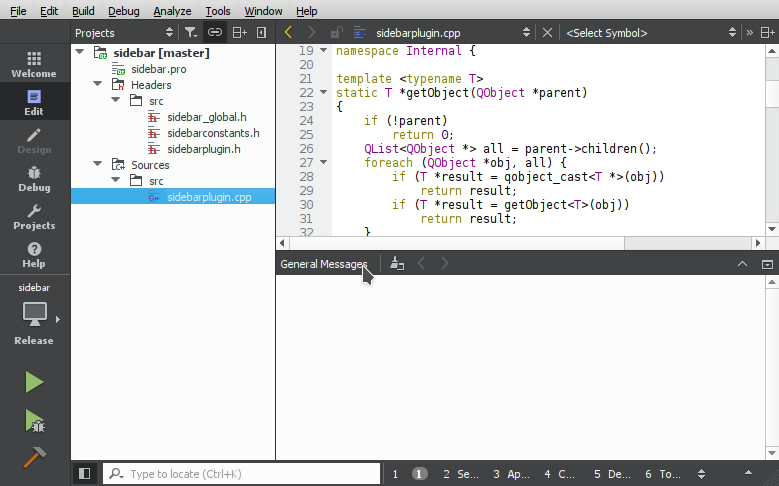 File Edit Build Debug Analyze Tools Window Help
Projects
sidebarplugin.cpp
<Select Symbol>
»
Welcome
Edit
Design
Debug
Projects
Help
sidebar
Release
sidebar [master]
sidebar.pro
Headers
src
sidebar_global.h
sidebarconstants.h
sidebarplugin.h
Sources
src
sidebarplugin.cpp
19 namespace Internal {
20
21 template <typename T>
22 static T *getObject(QObject *parent)
23 {
24 if (!parent)
25 return 0;
26 QList<QObject *> all = parent->children();
27 foreach (QObject *obj, all) {
28 if (T *result = qobject_cast<T *>(obj))
29 return result;
30 if (T *result = getObject<T>(obj))
31 return result;
32 }
General Messages
Type to locate (Ctrl+K)
1 1 2 Se... 3 Ap... 4 C... 5 De... 6 To...